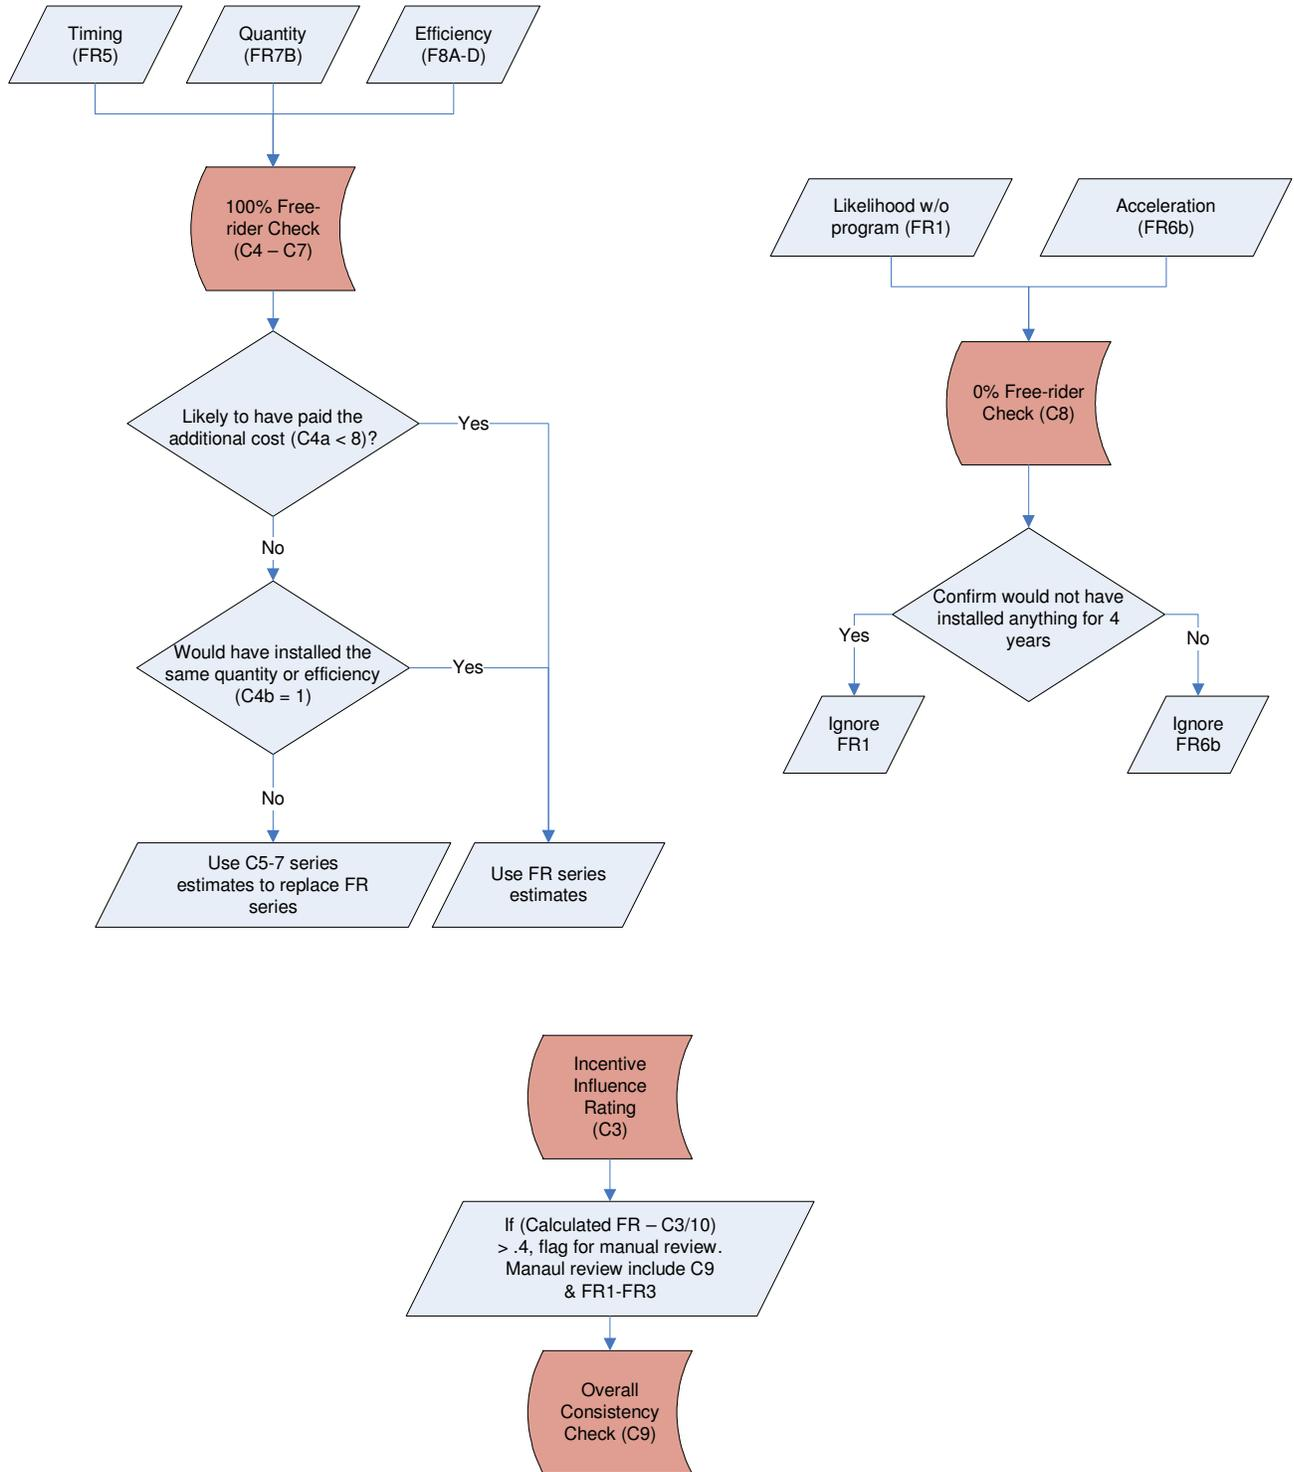 Timing
(FR5)
Quantity
(FR7B)
Efficiency
(F8A-D)
100% Free-
rider Check
(C4 – C7)
Likely to have paid the
additional cost (C4a < 8)?
Yes
No
Would have installed the
same quantity or efficiency
(C4b = 1)
Yes
No
Use C5-7 series
estimates to replace FR
series
Use FR series
estimates
Likelihood w/o
program (FR1)
Acceleration
(FR6b)
0% Free-rider
Check (C8)
Confirm would not have
installed anything for 4
years
Yes
No
Ignore
FR1
Ignore
FR6b
Incentive
Influence
Rating
(C3)
If (Calculated FR – C3/10)
> .4, flag for manual review.
Manaul review include C9
& FR1-FR3
Overall
Consistency
Check (C9)